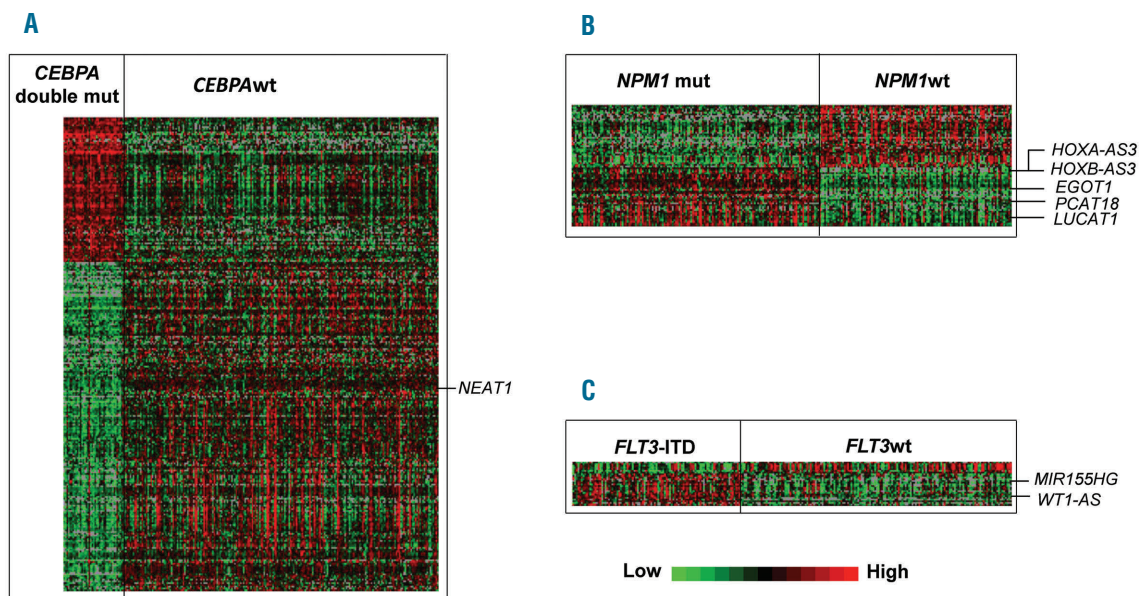 A
CEBPA
double mut
CEBPAwt
NEAT1
B
NPM1 mut
NPM1wt
HOXA-AS3
HOXB-AS3
EGOT1
PCAT18
LUCAT1
C
FLT3-ITD
FLT3wt
MIR155HG
WT1-AS
Low
High